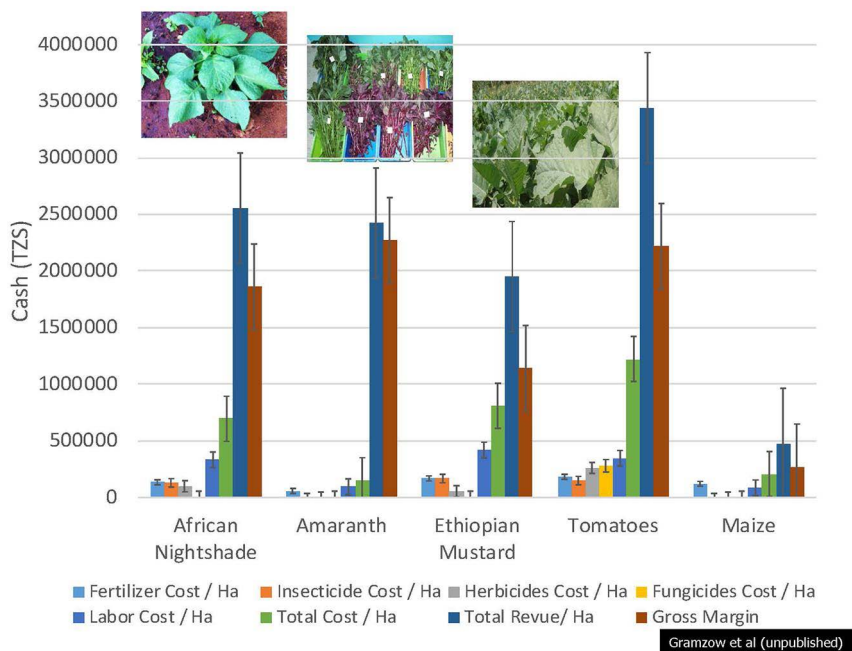 4000000
3500000
3000000
2500000
2000000
1500000
1000000
500000
0
Cash (TZS)
African Nightshade
Amaranth
Ethiopian Mustard
Tomatoes
Maize
Fertilizer Cost / Ha
Insecticide Cost / Ha
Herbicides Cost / Ha
Fungicides Cost / Ha
Labor Cost / Ha
Total Cost / Ha
Total Revue/ Ha
Gross Margin
Gramzow et al (unpublished)